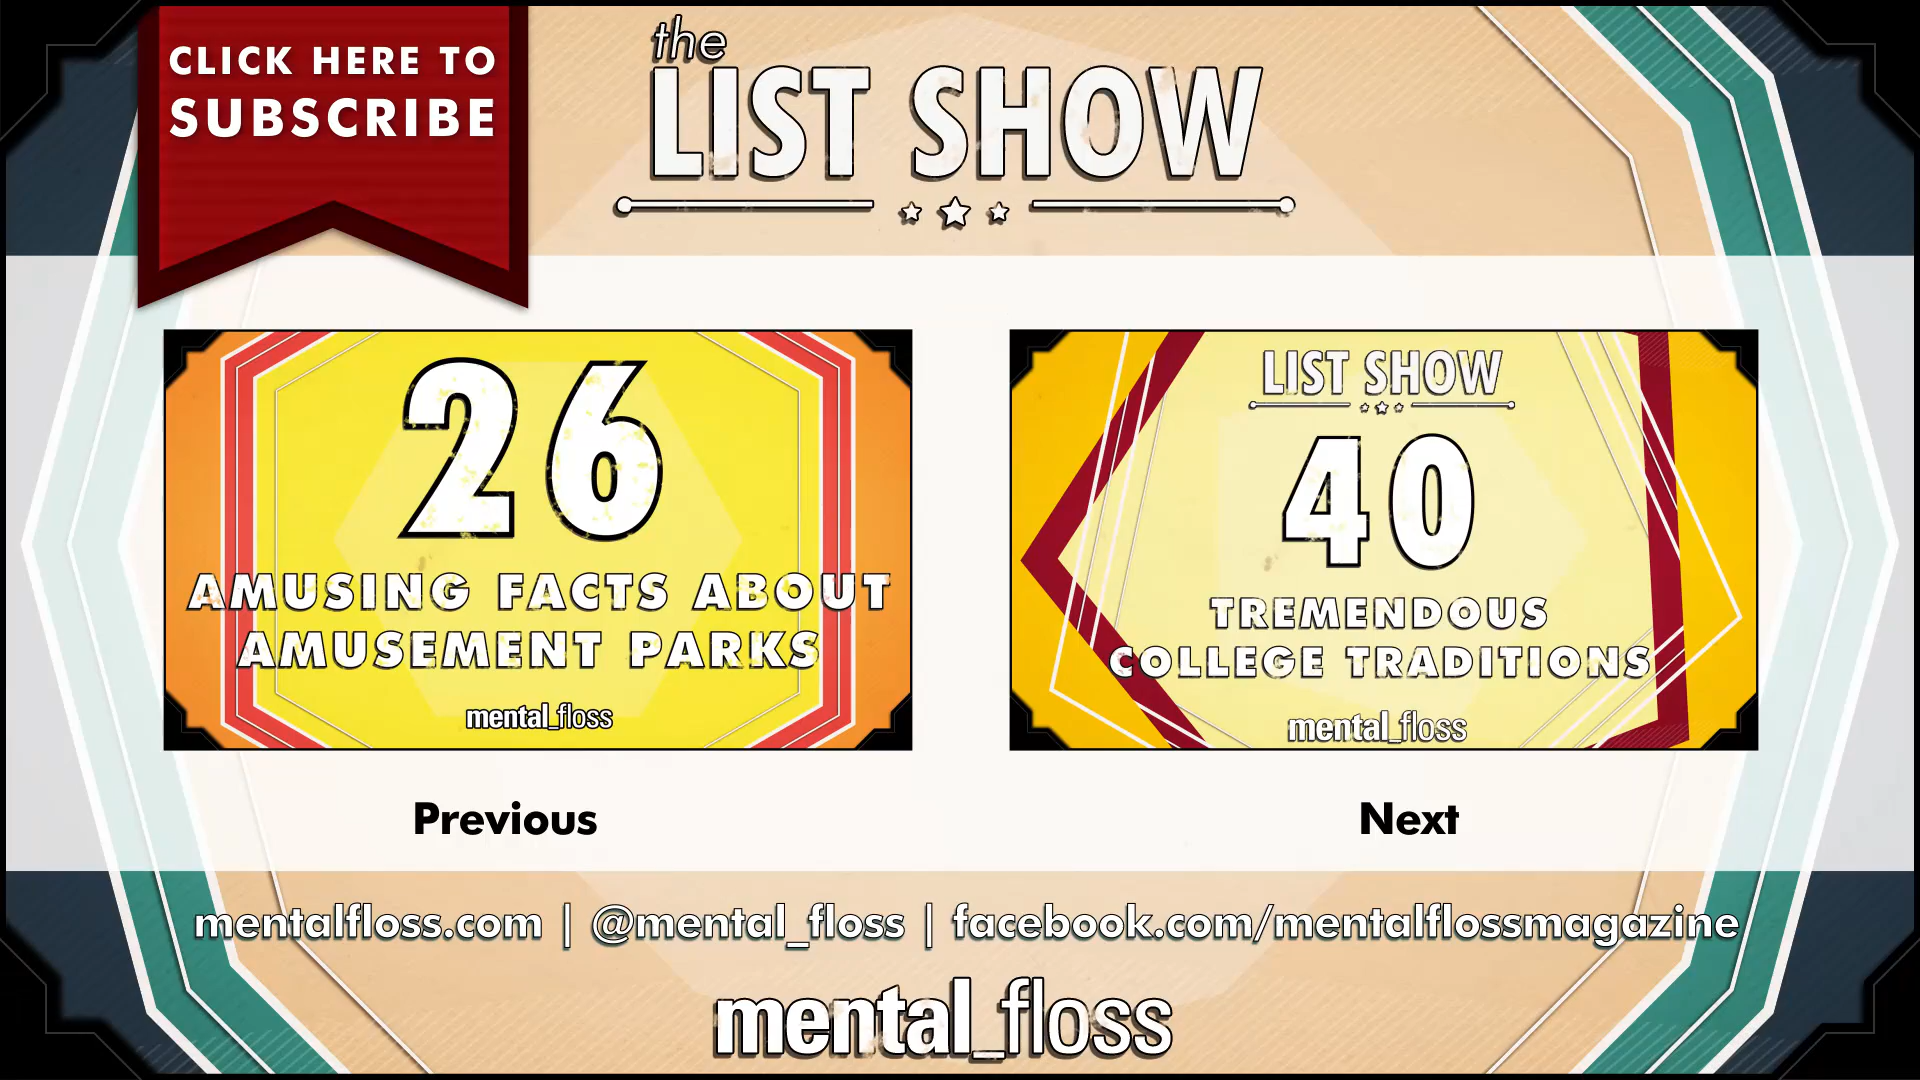 CLICK HERE TO
SUBSCRIBE
the
LIST SHOW
26
AMUSING FACTS ABOUT
AMUSEMENT PARKS
mental_floss
Previous
LIST SHOW
40
TREMENDOUS
COLLEGE TRADITIONS
mental_floss
Next
mentalfloss.com | @mental_floss | facebook.com/mentalflossmagazine
mental_floss